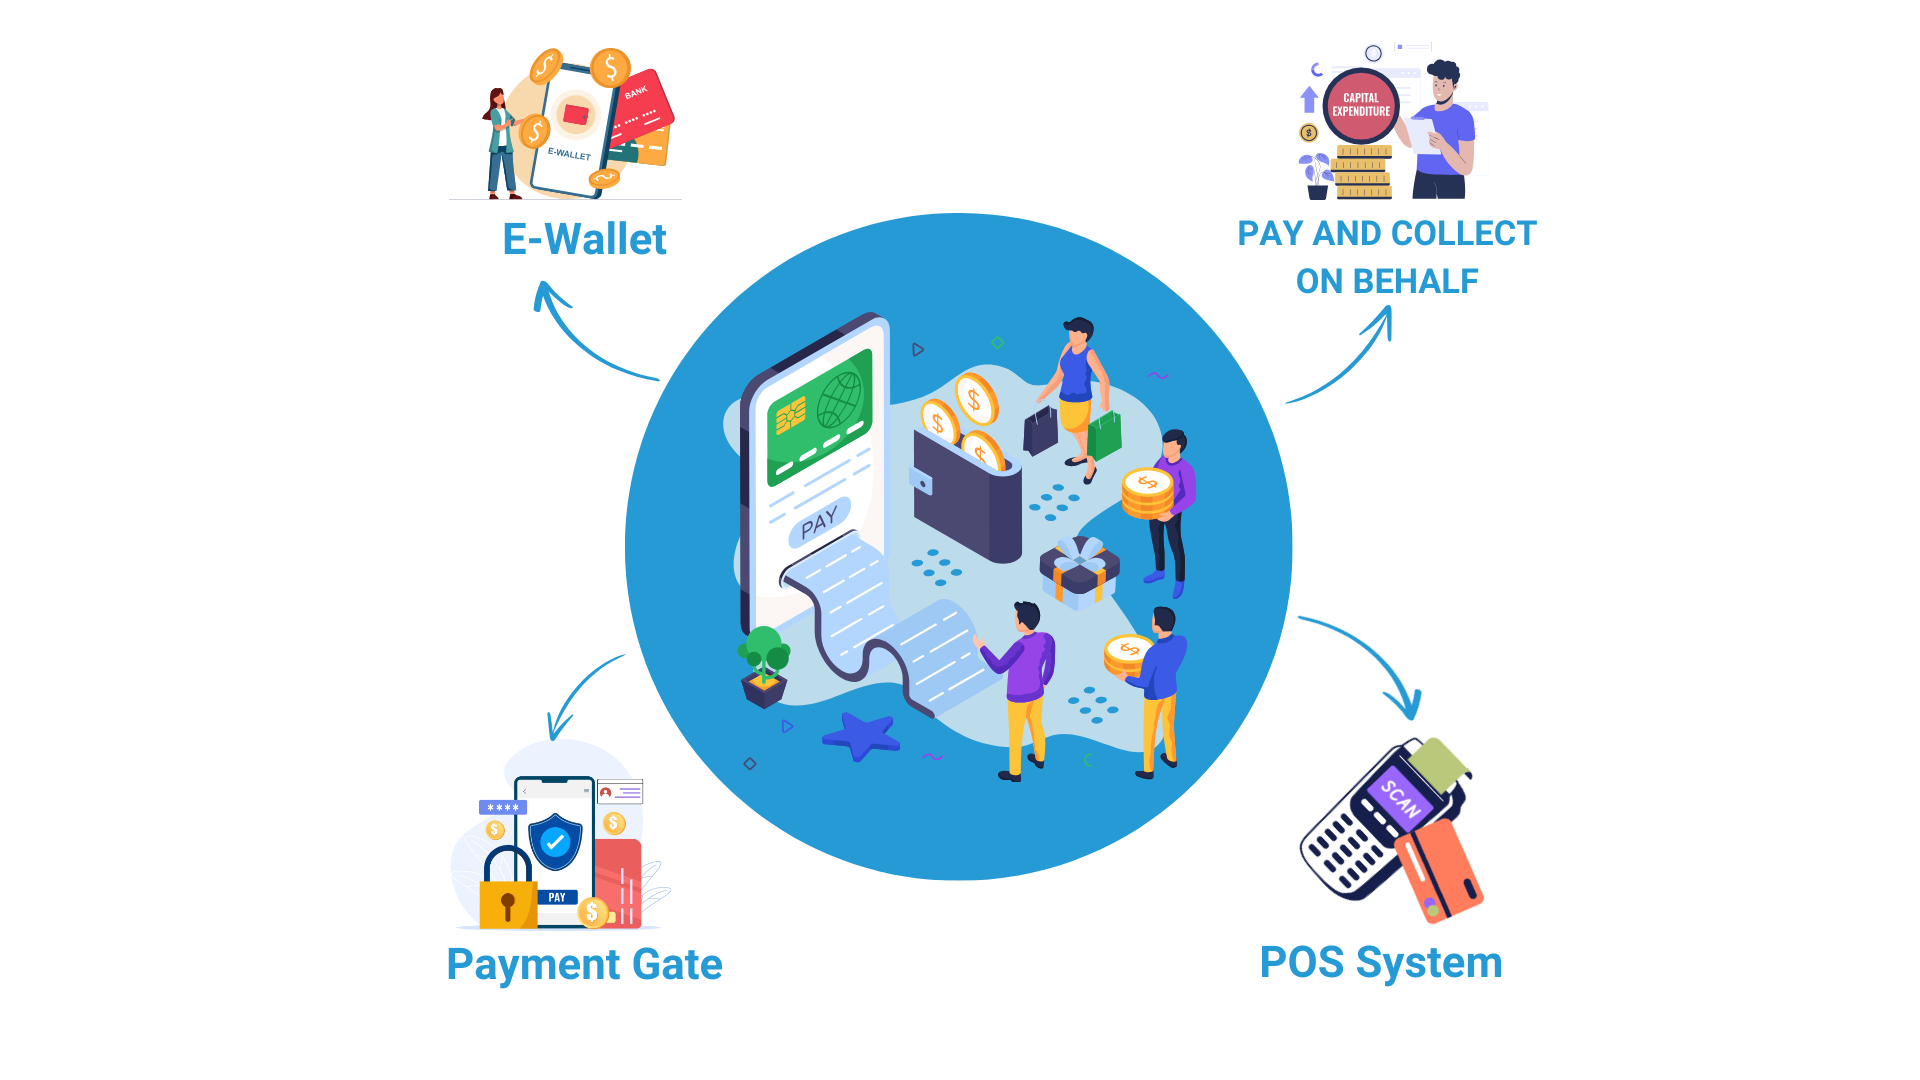 BANK
E-WALLET
E-Wallet
CAPITAL
EXPENDITURE
PAY AND COLLECT
ON BEHALF
PAY
****
PAY
Payment Gate
SCAN
POS System